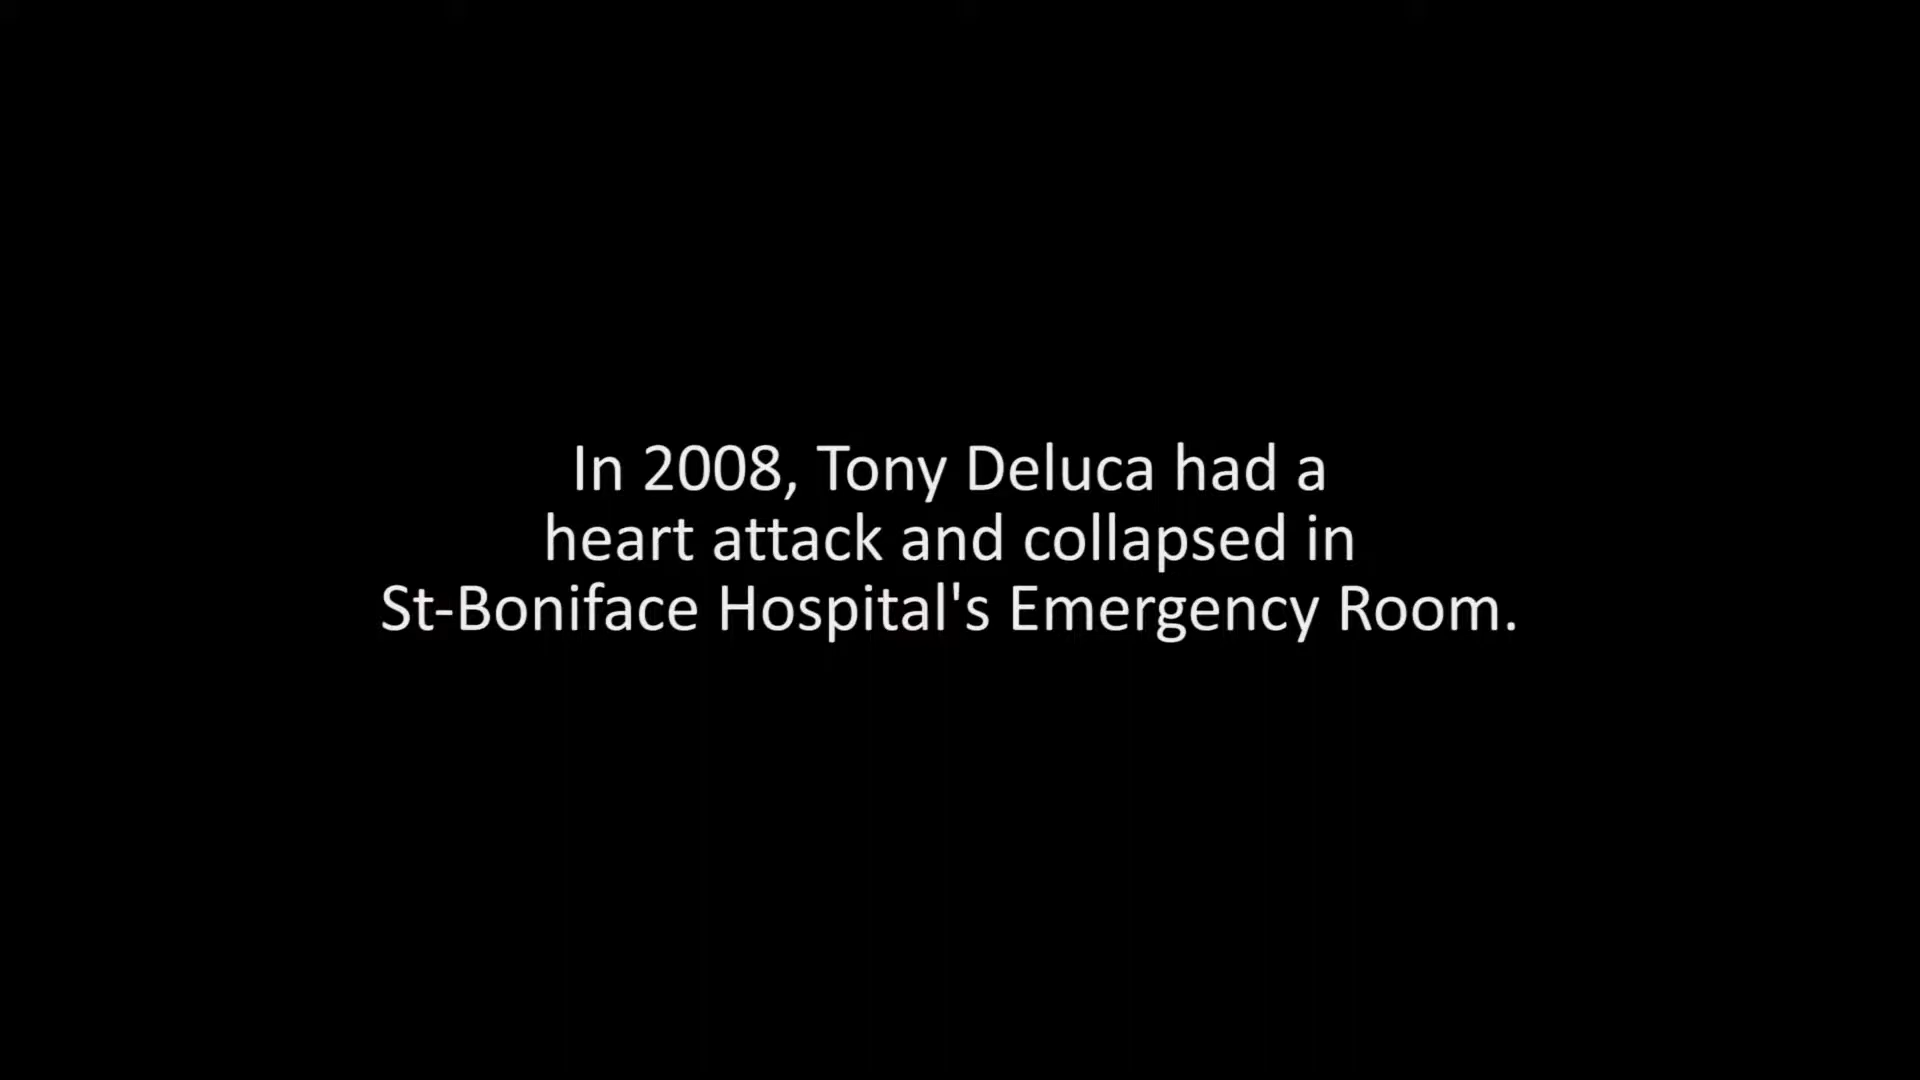 In 2008, Tony Deluca had a
heart attack and collapsed in
St-Boniface Hospital's Emergency Room.